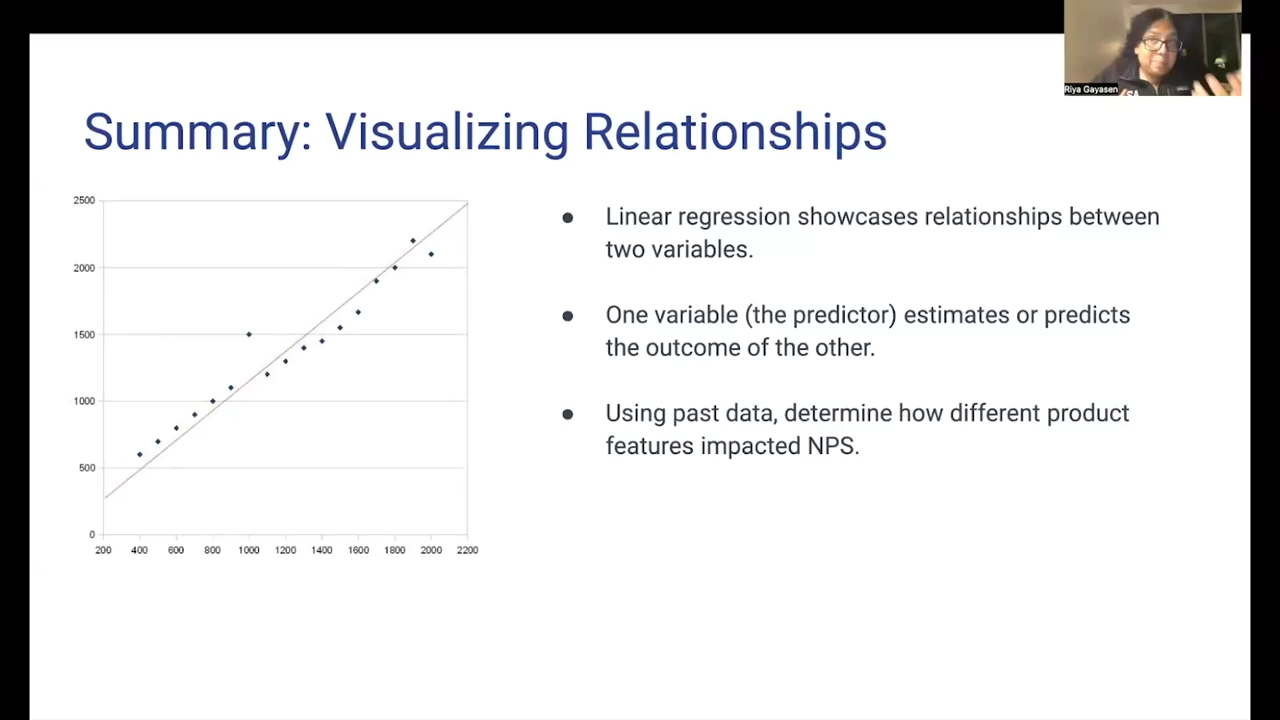 Riya Gayasen
SA
Summary: Visualizing Relationships
2500
2000
1500
1000
500
0
200 400 600 800 1000 1200 1400 1600 1800 2000 2200
● Linear regression showcases relationships between
two variables.
● One variable (the predictor) estimates or predicts
the outcome of the other.
● Using past data, determine how different product
features impacted NPS.